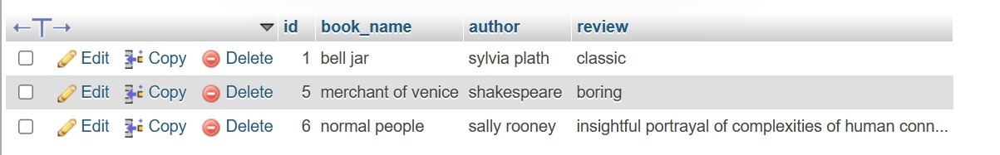 id book_name author review
Edit Copy Delete 1 bell jar sylvia plath classic
Edit Copy Delete 5 merchant of venice shakespeare boring
Edit Copy Delete 6 normal people sally rooney insightful portrayal of complexities of human conn...